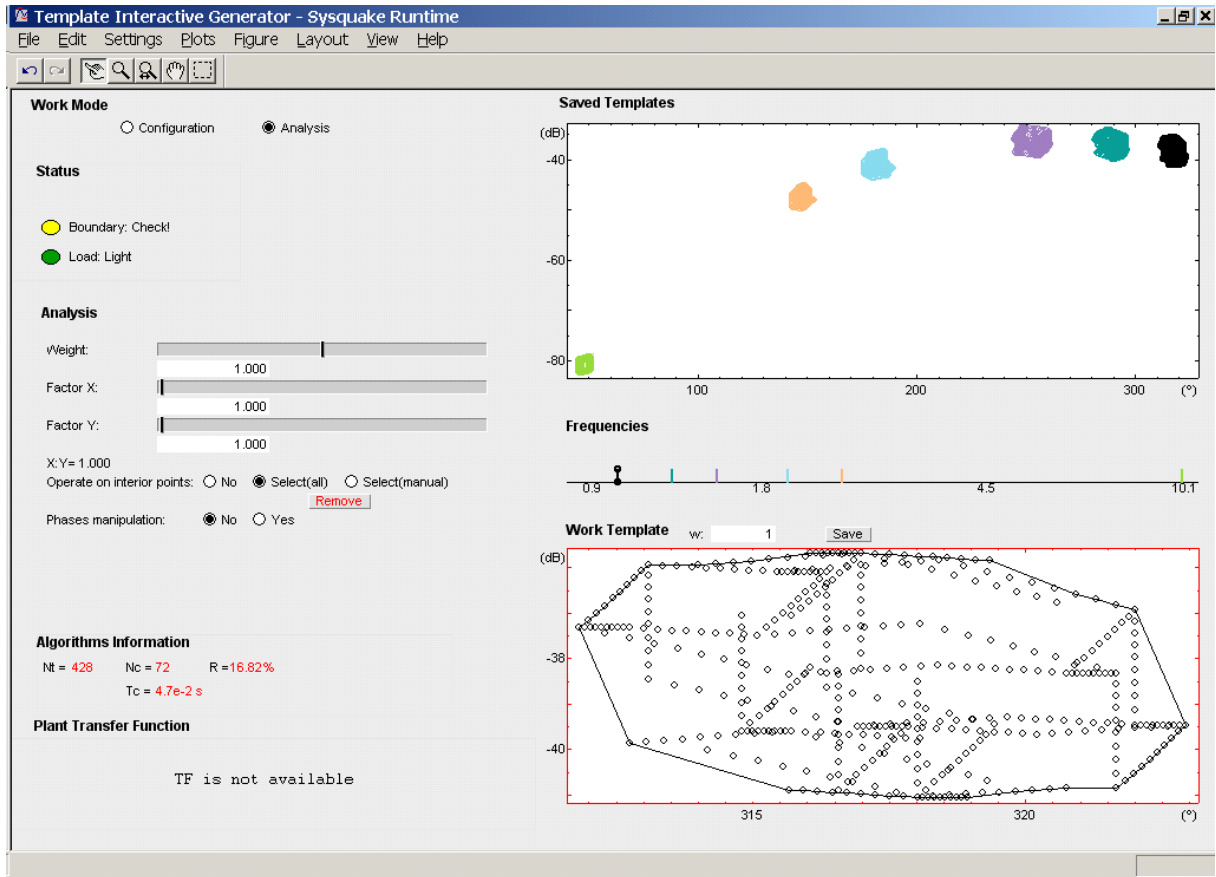 Template Interactive Generator - Sysquake Runtime
File Edit Settings Plots Figure Layout View Help
Work Mode
Configuration Analysis
Status
Boundary: Check!
Load: Light
Analysis
Weight:
1.000
Factor X:
1.000
Factor Y:
1.000
X:Y= 1.000
Operate on interior points: No Select(all) Select(manual)
Remove
Phases manipulation: No Yes
Algorithms Information
Nt = 428 Nc = 72 R =16.82%
Tc = 4.7e-2 s
Plant Transfer Function
TF is not available
Saved Templates
(dB)
-40
-60
-80
100 200 300 (°)
Frequencies
0.9 1.8 4.5 10.1
Work Template w: 1 Save
(dB)
-38
-40
315 320 (°)